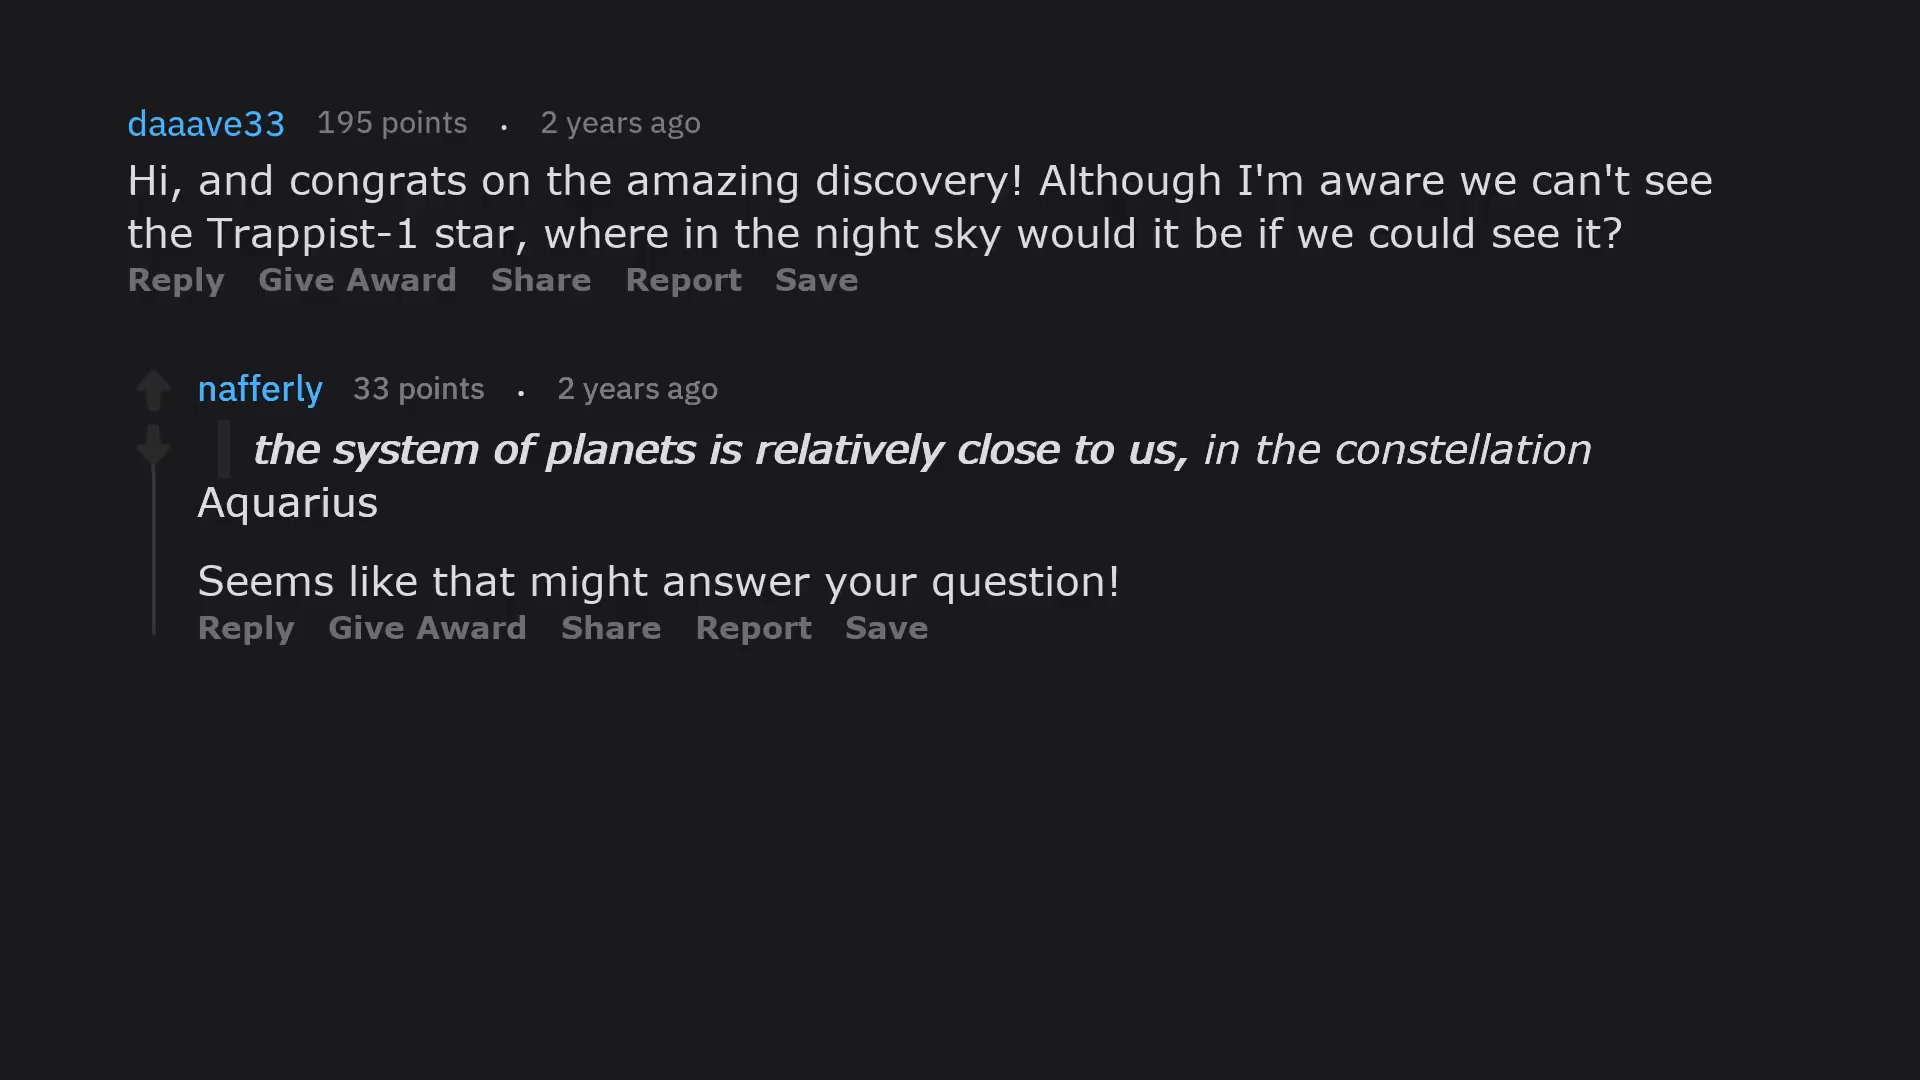 daaave33 195 points . 2 years ago
Hi, and congrats on the amazing discovery! Although I'm aware we can't see
the Trappist-1 star, where in the night sky would it be if we could see it?
Reply Give Award Share Report Save
nafferly 33 points . 2 years ago
the system of planets is relatively close to us, in the constellation
Aquarius
Seems like that might answer your question!
Reply Give Award Share Report Save